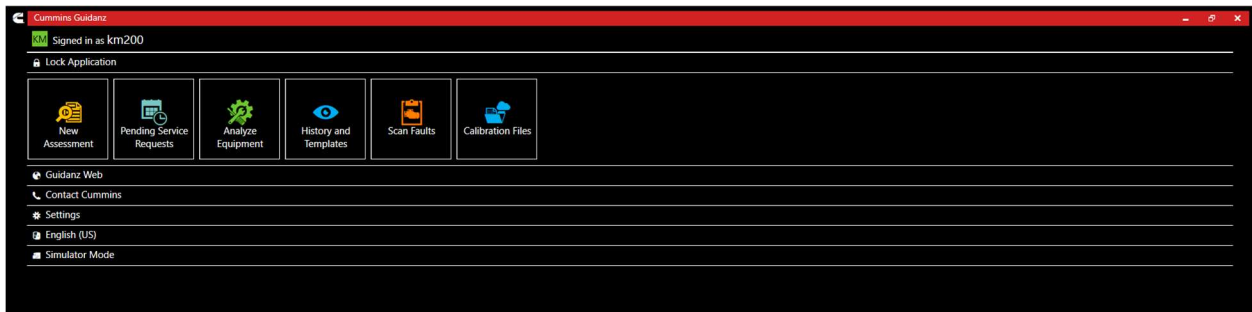 Cummins Guidanz
KM Signed in as km200
Lock Application
New Assessment
Pending Service Requests
Analyze Equipment
History and Templates
Scan Faults
Calibration Files
Guidanz Web
Contact Cummins
Settings
English (US)
Simulator Mode